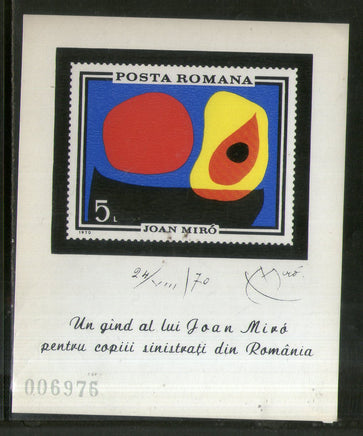 POSTA ROMANA
5L
JOAN MIRÓ
1970
24/VIII/70 Miró
Un gînd al lui Joan Miró
pentru copiii sinistrați din România
006976